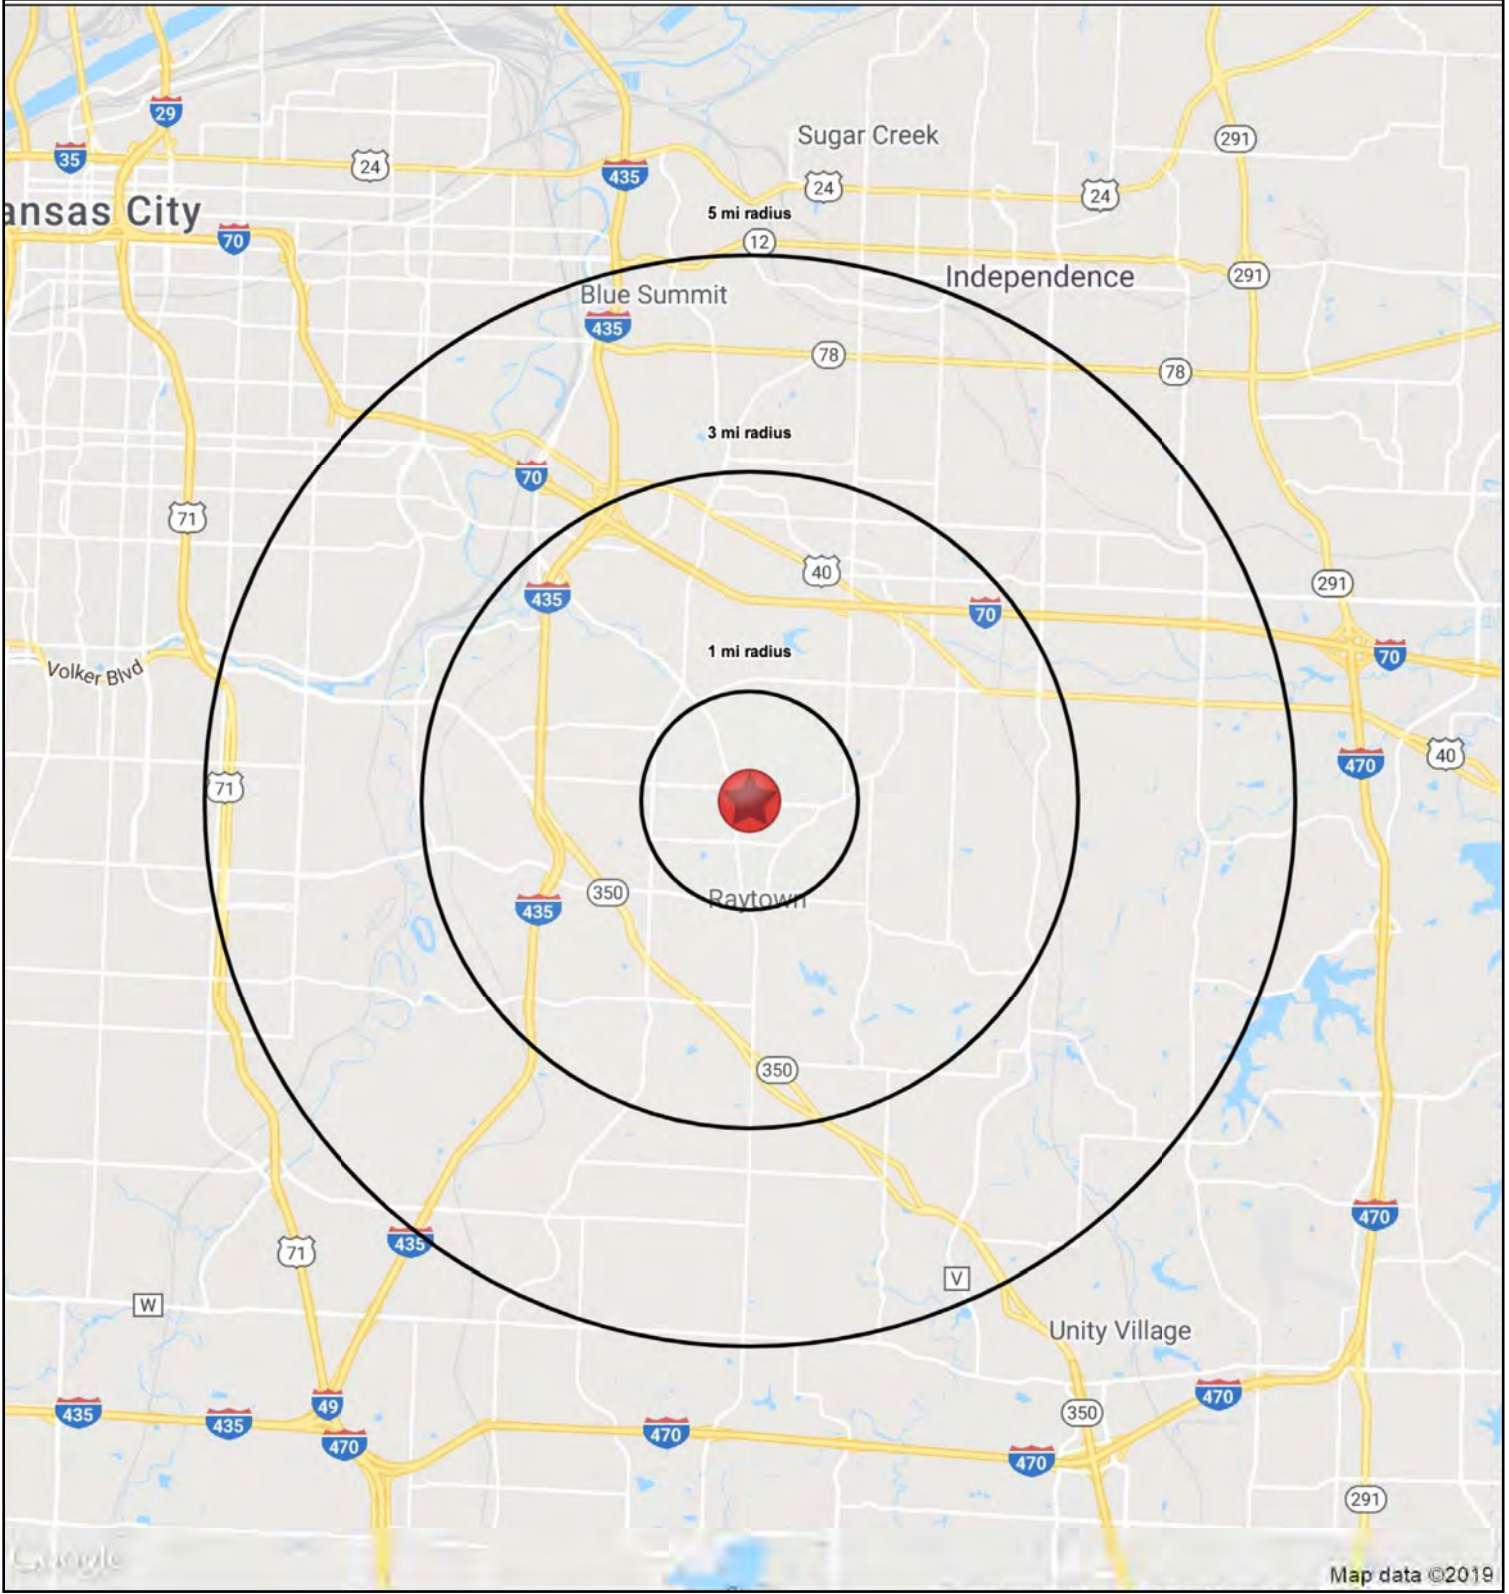 29
35
24
435
Sugar Creek
291
24
24
ansas City
70
5 mi radius
12
Independence
291
Blue Summit
435
78
78
3 mi radius
70
71
40
291
435
70
1 mi radius
70
Volker Blvd
40
470
71
350
Raytown
435
350
470
435
71
V
W
Unity Village
470
49
435
435
350
470
470
470
291
Google
Map data ©2019